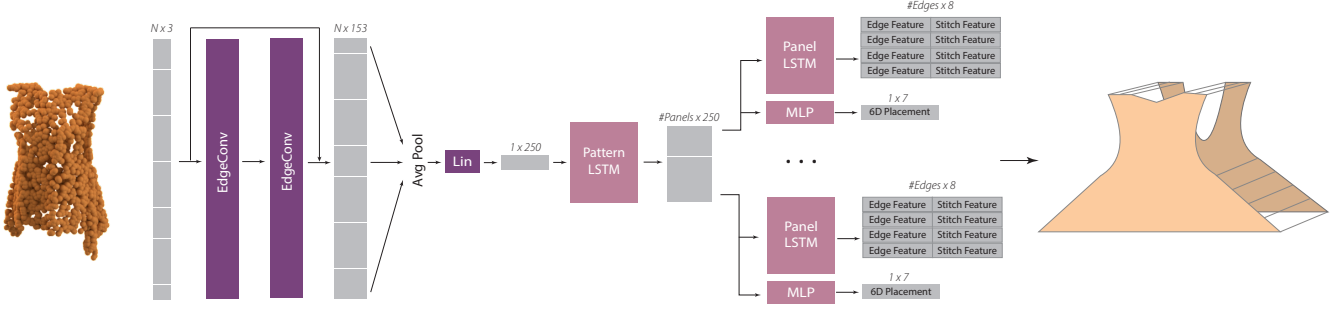 N x 3
EdgeConv
EdgeConv
N x 153
Avg Pool
Lin
1 x 250
Pattern
LSTM
#Panels x 250
Panel
LSTM
#Edges x 8
Edge Feature Stitch Feature
Edge Feature Stitch Feature
Edge Feature Stitch Feature
Edge Feature Stitch Feature
MLP
1 x 7
6D Placement
. . .
Panel
LSTM
#Edges x 8
Edge Feature Stitch Feature
Edge Feature Stitch Feature
Edge Feature Stitch Feature
Edge Feature Stitch Feature
MLP
1 x 7
6D Placement